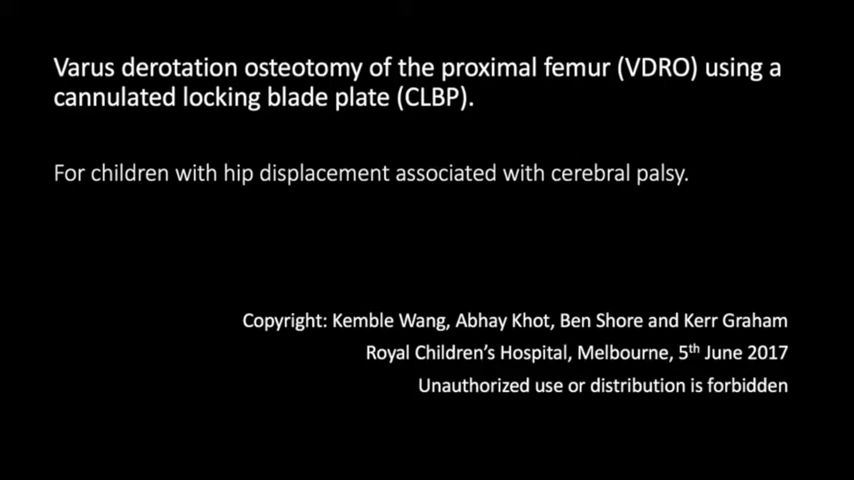 Varus derotation osteotomy of the proximal femur (VDRO) using a
cannulated locking blade plate (CLBP).
For children with hip displacement associated with cerebral palsy.
Copyright: Kemble Wang, Abhay Khot, Ben Shore and Kerr Graham
Royal Children's Hospital, Melbourne, 5th June 2017
Unauthorized use or distribution is forbidden